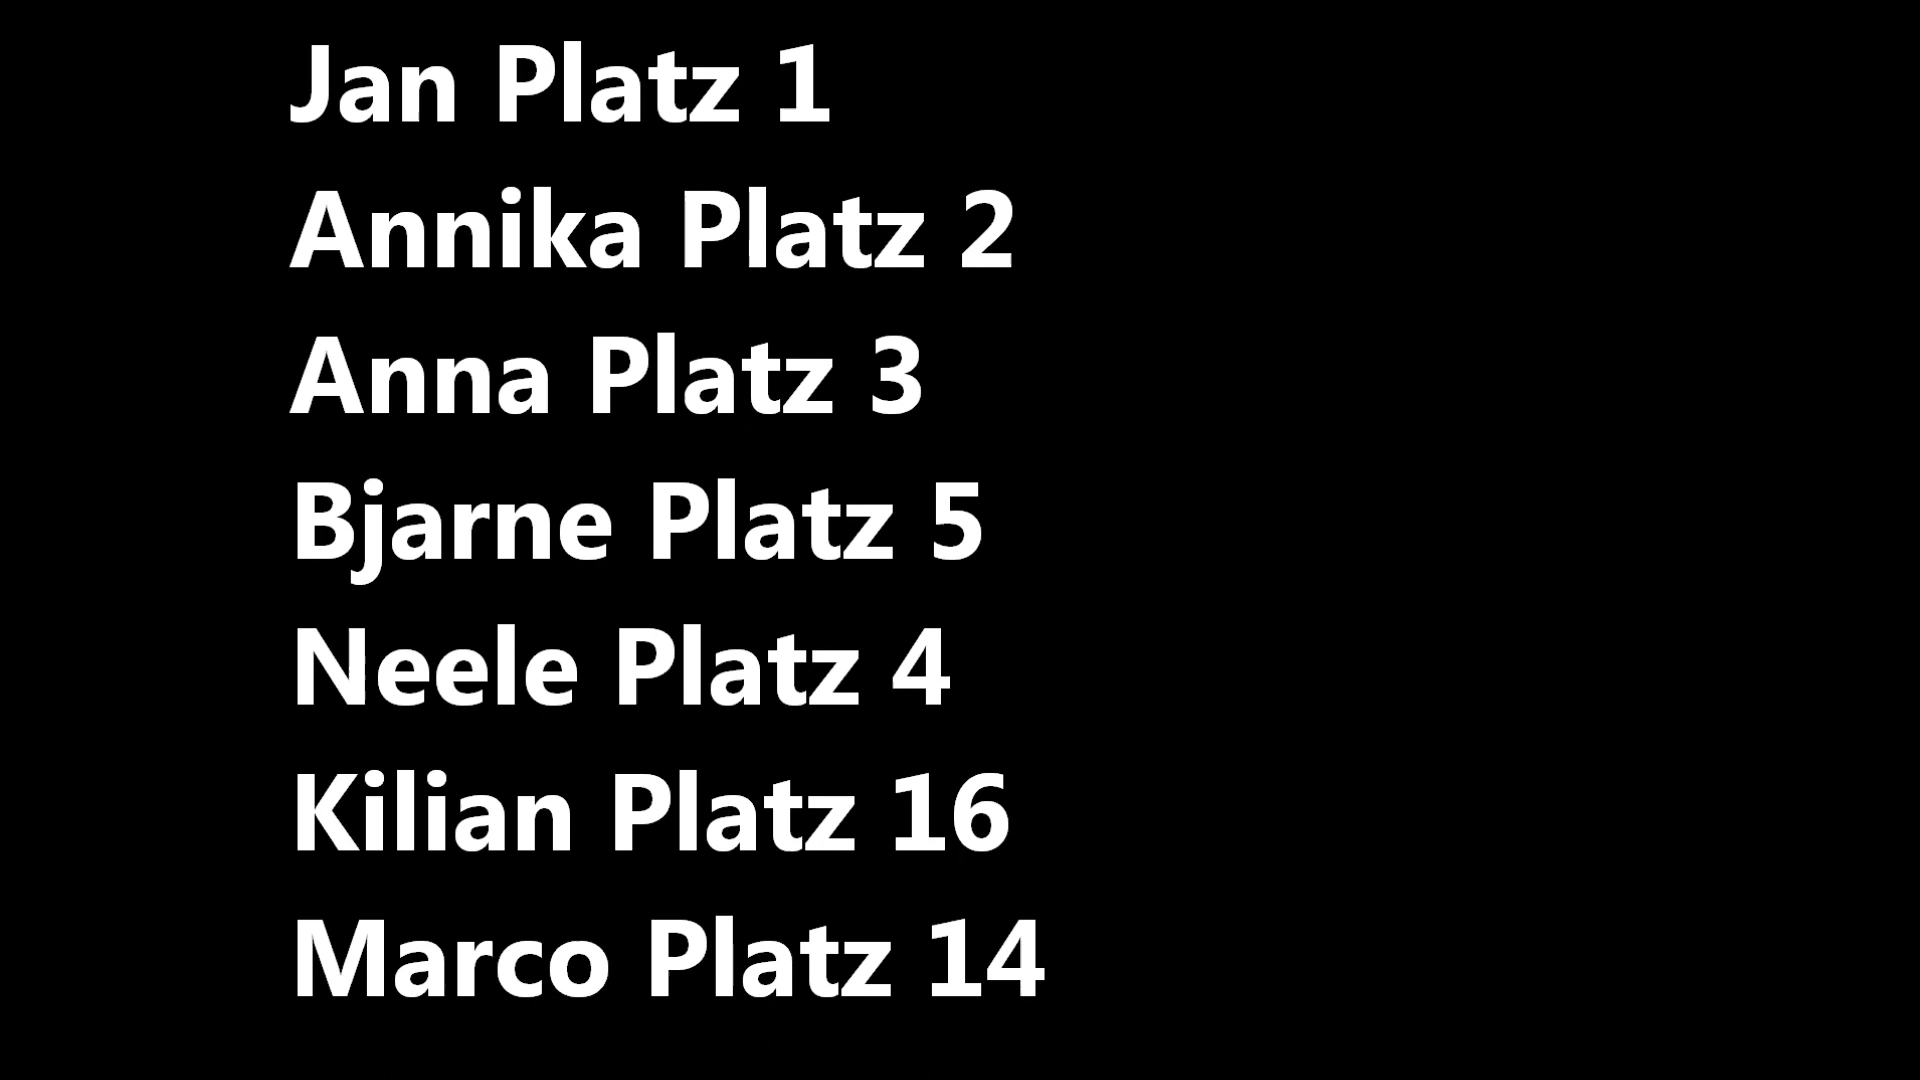 Jan Platz 1
Annika Platz 2
Anna Platz 3
Bjarne Platz 5
Neele Platz 4
Kilian Platz 16
Marco Platz 14